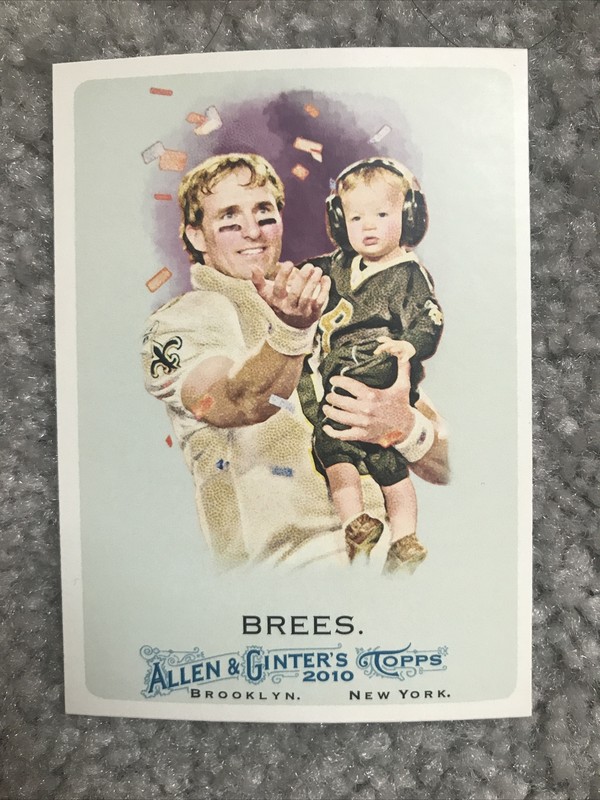 BREES.
ALLEN & GINTER'S TOPPS
2010
BROOKLYN. NEW YORK.